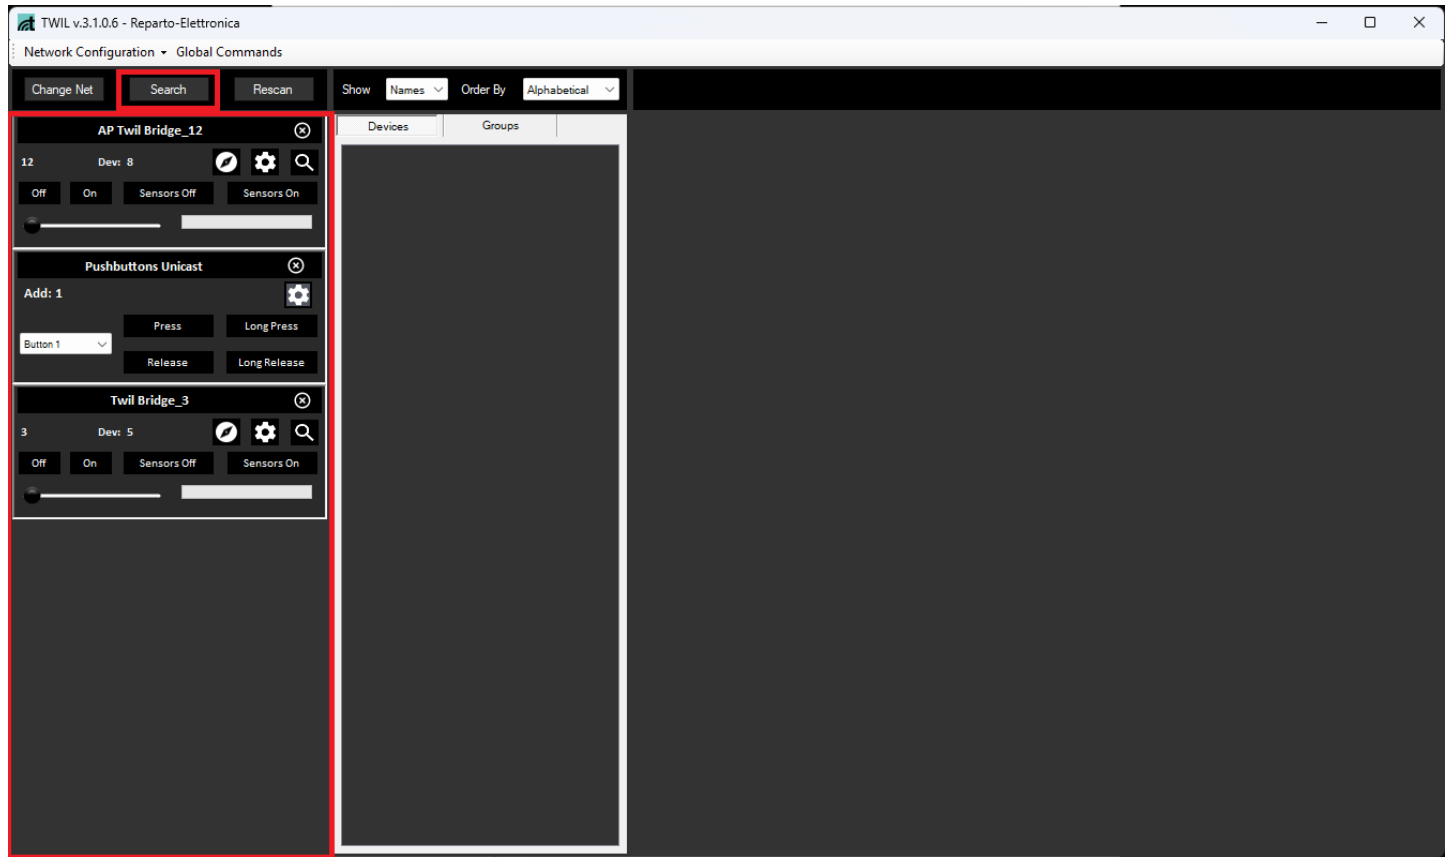 TWIL v.3.1.0.6 - Reparto-Elettronica
Network Configuration Global Commands
Change Net Search Rescan Show Names Order By Alphabetical
AP Twil Bridge_12
12 Dev: 8
Off On Sensors Off Sensors On
Pushbuttons Unicast
Add: 1
Button 1
Press Long Press
Release Long Release
Twil Bridge_3
3 Dev: 5
Off On Sensors Off Sensors On
Devices Groups